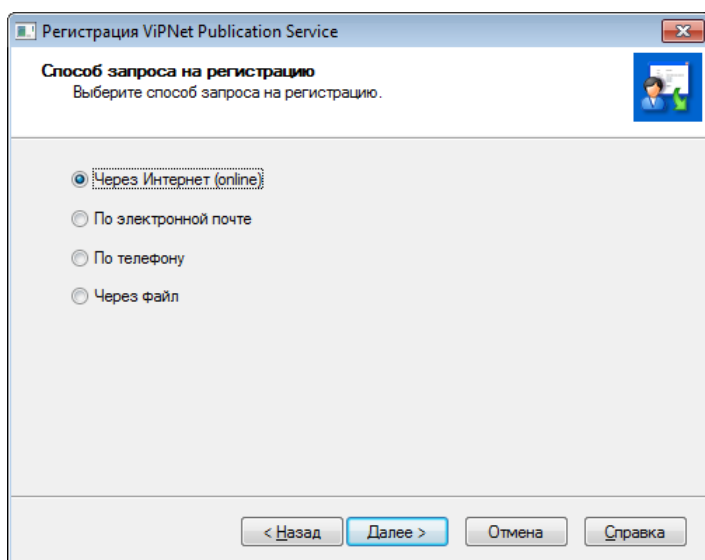 Регистрация ViPNet Publication Service
Способ запроса на регистрацию
Выберите способ запроса на регистрацию.
Через Интернет (online)
По электронной почте
По телефону
Через файл
< Назад
Далее >
Отмена
Справка